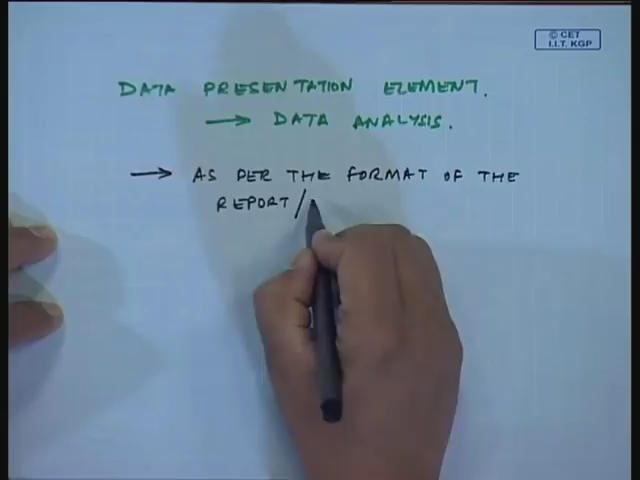 © CET
I.I.T. KGP
DATA PRESENTATION ELEMENT.
→ DATA ANALYSIS.
→ AS PER THE FORMAT OF THE
REPORT/